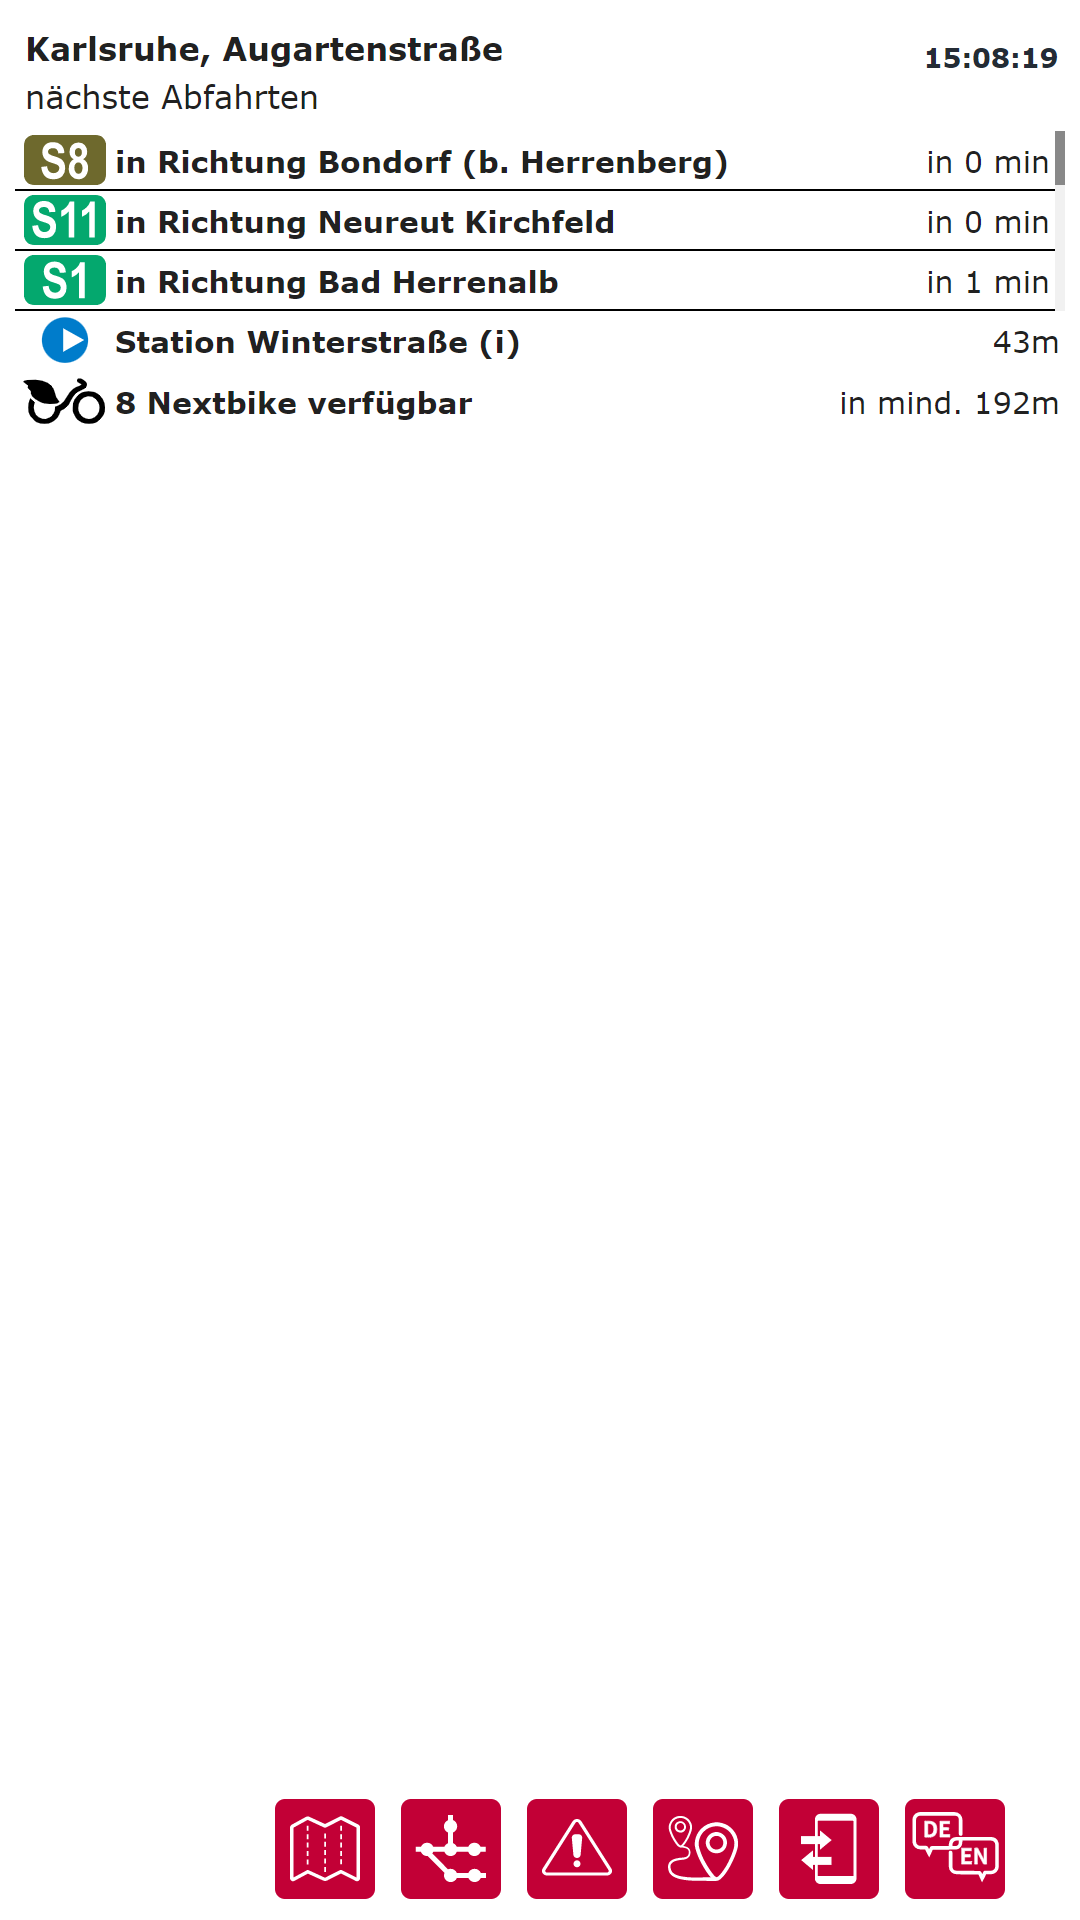 Karlsruhe, Augartenstraße
15:08:19
nächste Abfahrten
S8 in Richtung Bondorf (b. Herrenberg) in 0 min
S11 in Richtung Neureut Kirchfeld in 0 min
S1 in Richtung Bad Herrenalb in 1 min
Station Winterstraße (i) 43m
8 Nextbike verfügbar in mind. 192m
DE
EN